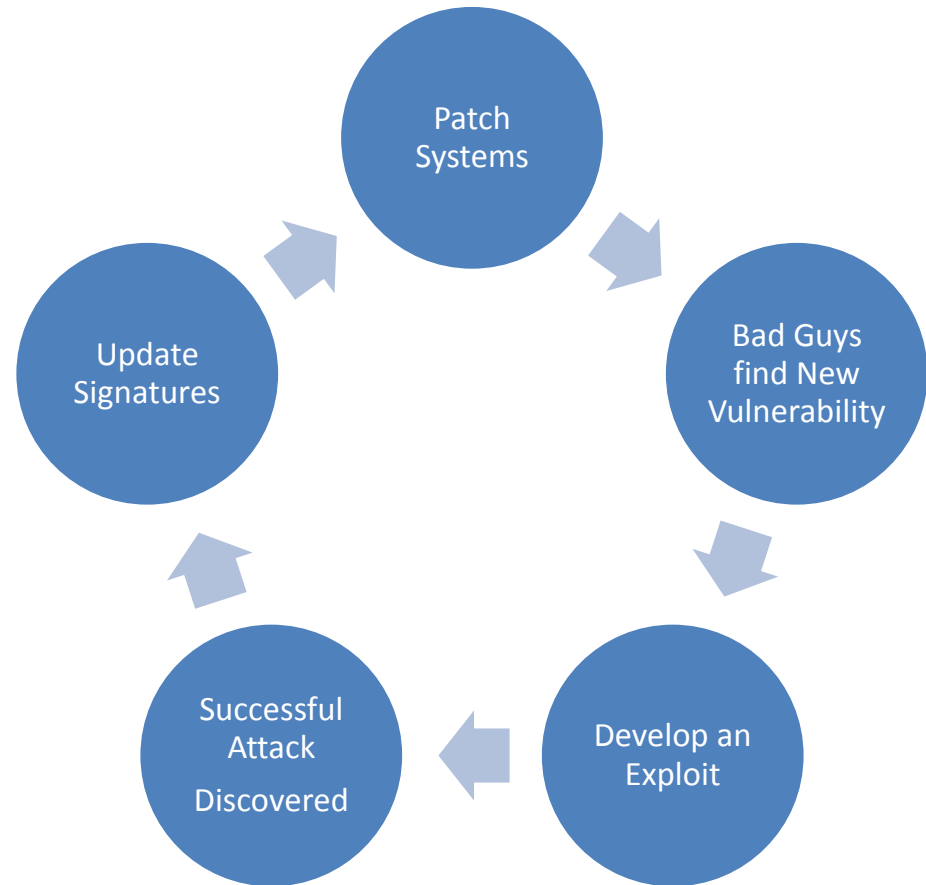 Patch
Systems
Bad Guys
find New
Vulnerability
Develop an
Exploit
Successful
Attack
Discovered
Update
Signatures